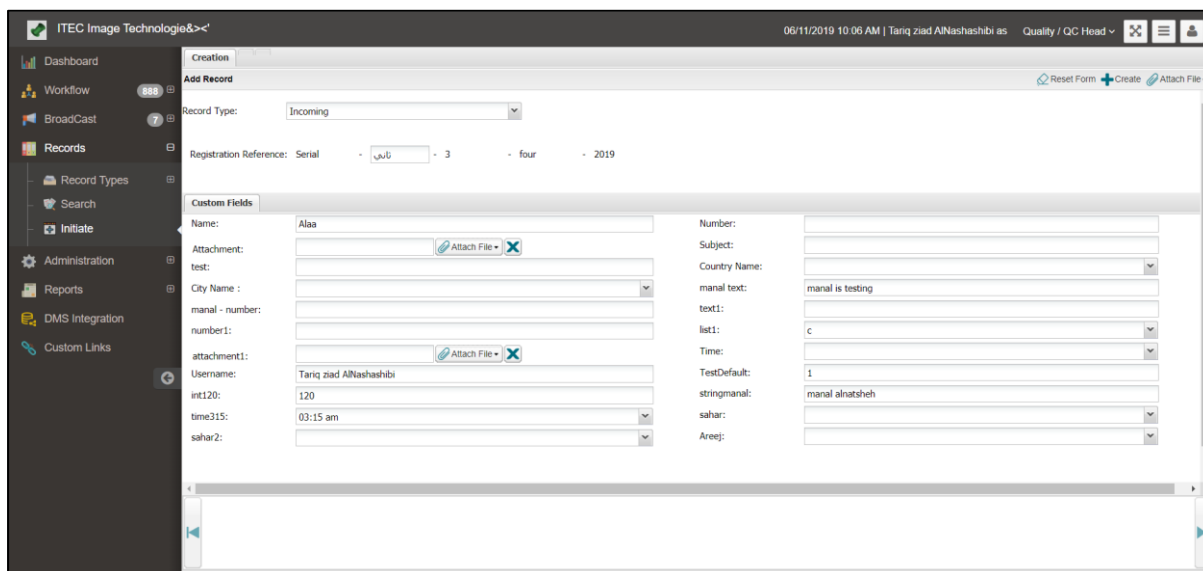 ITEC Image Technologie&><'
06/11/2019 10:06 AM | Tariq ziad AlNashashibi as Quality / QC Head
Dashboard
Workflow 888
BroadCast 7
Records
Record Types
Search
Initiate
Administration
Reports
DMS Integration
Custom Links
Creation
Add Record
Reset Form Create Attach File
Record Type: Incoming
Registration Reference: Serial - ثاني - 3 - four - 2019
Custom Fields
Name: Alaa Number:
Attachment: Attach File Subject:
test: Country Name:
City Name : manal text: manal is testing
manal - number: text1:
number1: list1: c
attachment1: Attach File Time:
Username: Tariq ziad AlNashashibi TestDefault: 1
int120: 120 stringmanal: manal alnatsheh
time315: 03:15 am sahar:
sahar2: Areej: